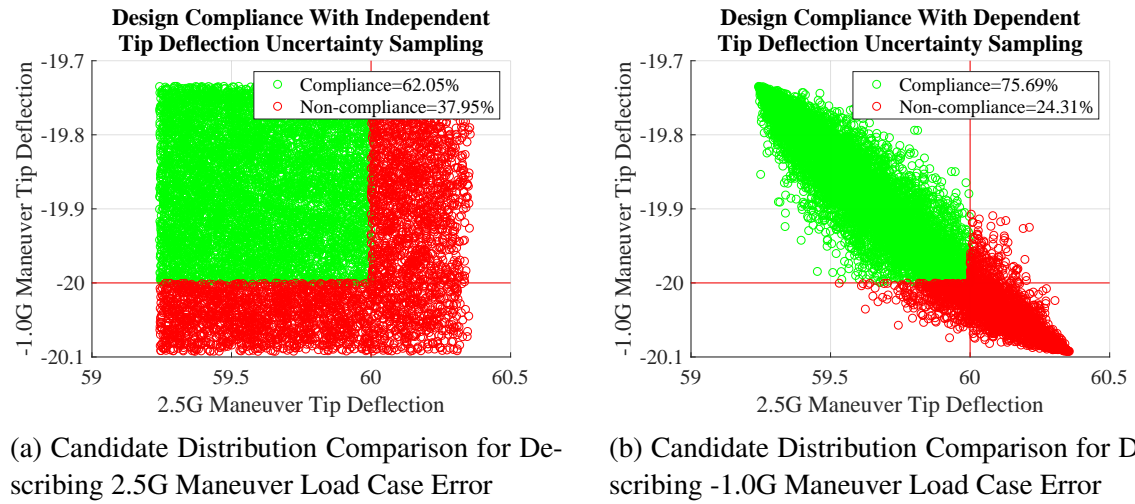 Design Compliance With Independent
Tip Deflection Uncertainty Sampling
-19.7
-19.8
-19.9
-20
-20.1
-1.0G Maneuver Tip Deflection
Compliance=62.05%
Non-compliance=37.95%
59
59.5
60
60.5
2.5G Maneuver Tip Deflection
(a) Candidate Distribution Comparison for De-
scribing 2.5G Maneuver Load Case Error
Design Compliance With Dependent
Tip Deflection Uncertainty Sampling
-19.7
-19.8
-19.9
-20
-20.1
-1.0G Maneuver Tip Deflection
Compliance=75.69%
Non-compliance=24.31%
59
59.5
60
60.5
2.5G Maneuver Tip Deflection
(b) Candidate Distribution Comparison for D
scribing -1.0G Maneuver Load Case Error